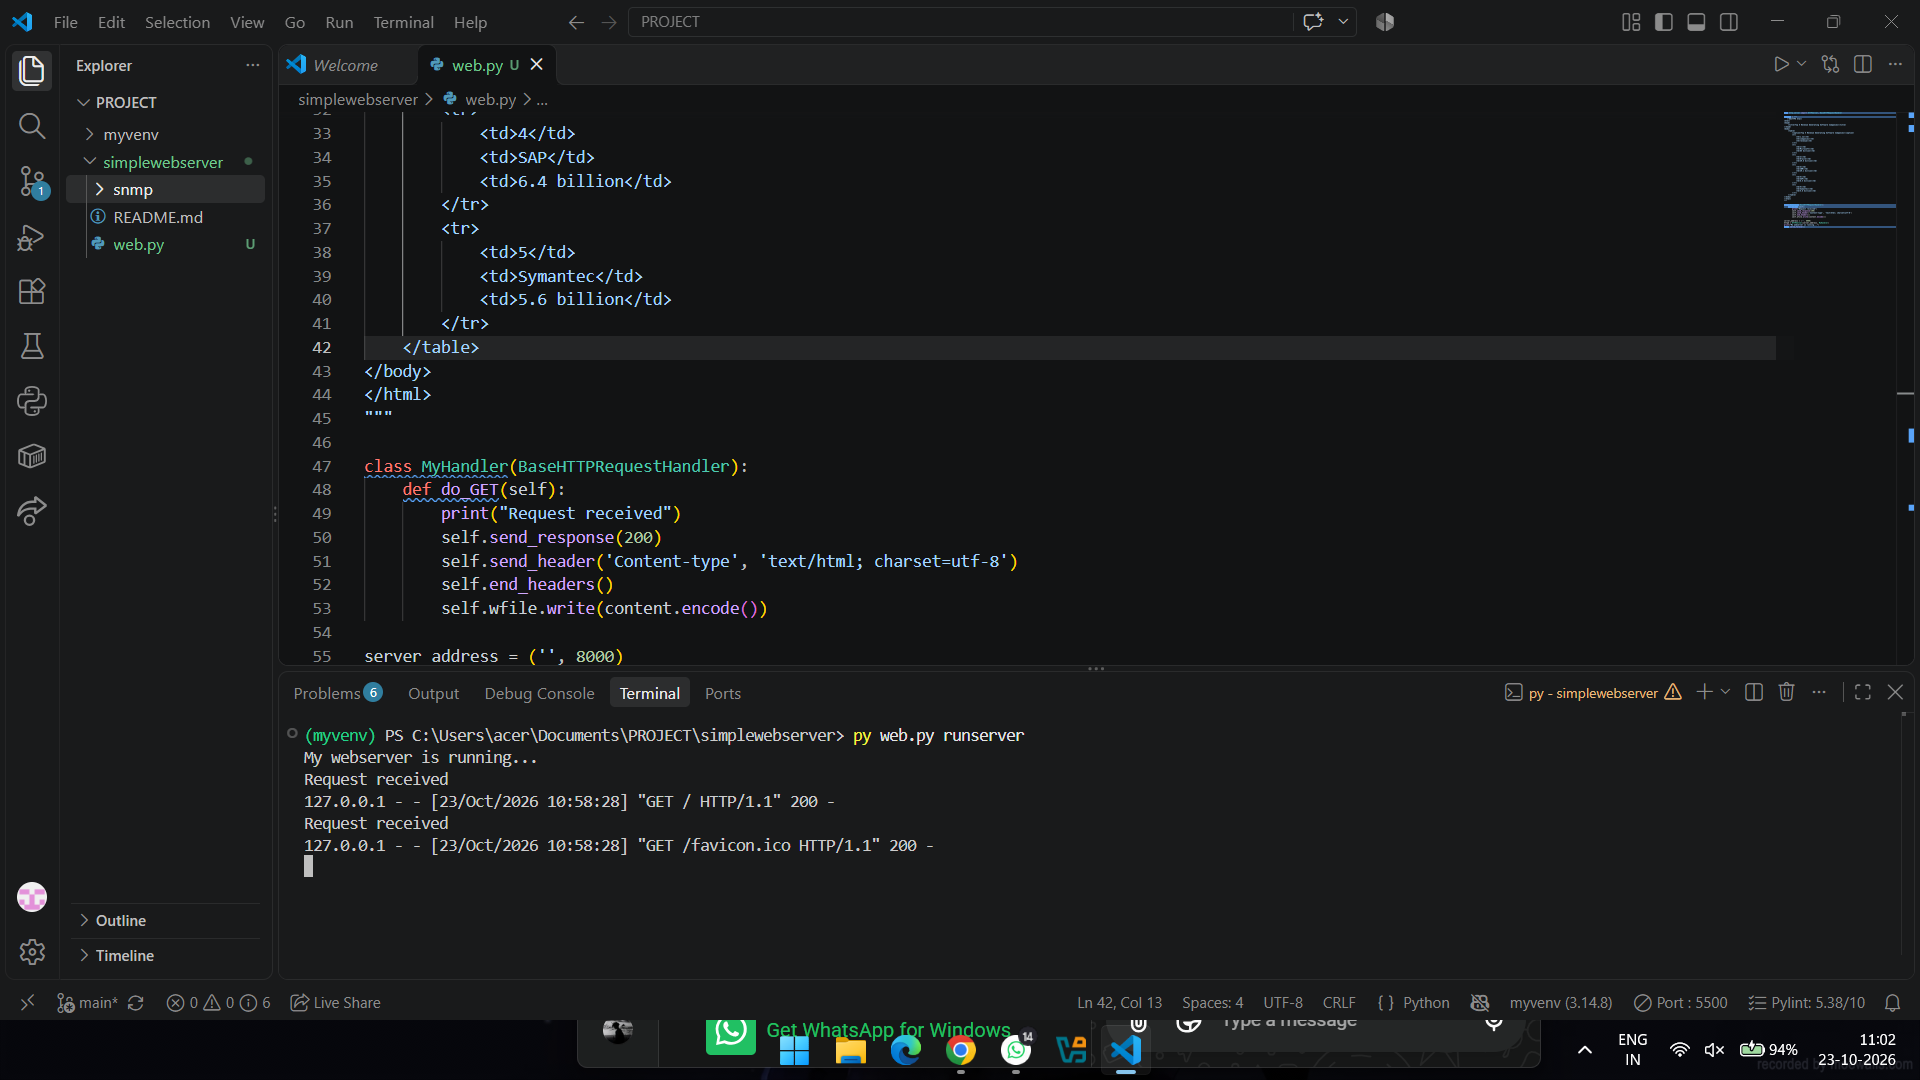 File Edit Selection View Go Run Terminal Help
PROJECT
Explorer
PROJECT
myvenv
simplewebserver
snmp
README.md
web.py U
Welcome
web.py U
simplewebserver > web.py > ...
33 <td>4</td>
34 <td>SAP</td>
35 <td>6.4 billion</td>
36 </tr>
37 <tr>
38 <td>5</td>
39 <td>Symantec</td>
40 <td>5.6 billion</td>
41 </tr>
42 </table>
43 </body>
44 </html>
45 """
46
47 class MyHandler(BaseHTTPRequestHandler):
48 def do_GET(self):
49 print("Request received")
50 self.send_response(200)
51 self.send_header('Content-type', 'text/html; charset=utf-8')
52 self.end_headers()
53 self.wfile.write(content.encode())
54
55 server address = ('', 8000)
Problems 6 Output Debug Console Terminal Ports
py - simplewebserver
(myvenv) PS C:\Users\acer\Documents\PROJECT\simplewebserver> py web.py runserver
My webserver is running...
Request received
127.0.0.1 - - [23/Oct/2026 10:58:28] "GET / HTTP/1.1" 200 -
Request received
127.0.0.1 - - [23/Oct/2026 10:58:28] "GET /favicon.ico HTTP/1.1" 200 -
Outline
Timeline
1
main* 0 0 6 Live Share
Ln 42, Col 13 Spaces: 4 UTF-8 CRLF { } Python myvenv (3.14.8) Port : 5500 Pylint: 5.38/10
Get WhatsApp for Windows
Type a message
14
ENG
IN
94%
11:02
23-10-2026